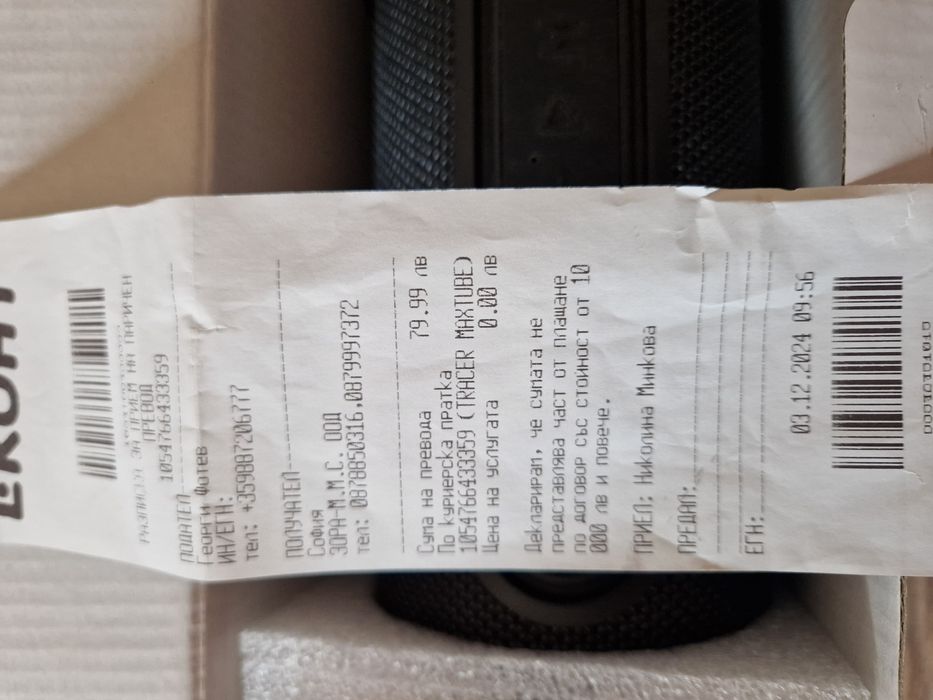 РАЗПИСКА ЗА ПРИЕМ НА ПАРИЧЕН
ПРЕВОД
1054766433359
ПОДАТЕЛ
Георги Фотев
ИН/ЕГН:
тел: +359887206777
ПОЛУЧАТЕЛ
София
ЗОРА-М.М.С. ООД
тел: 0878850316,0879997372
Сума на превода 79.99 лв
По куриерска пратка
1054766433359 (TRACER MAXTUBE)
Цена на услугата 0.00 лв
Декларирам, че сумата не
представлява част от плащане
по договор със стойност от 10
000 лв и повече.
ПРИЕЛ: Николина Минкова
ПРЕДАЛ:
ЕГН:
03.12.2024 09:56